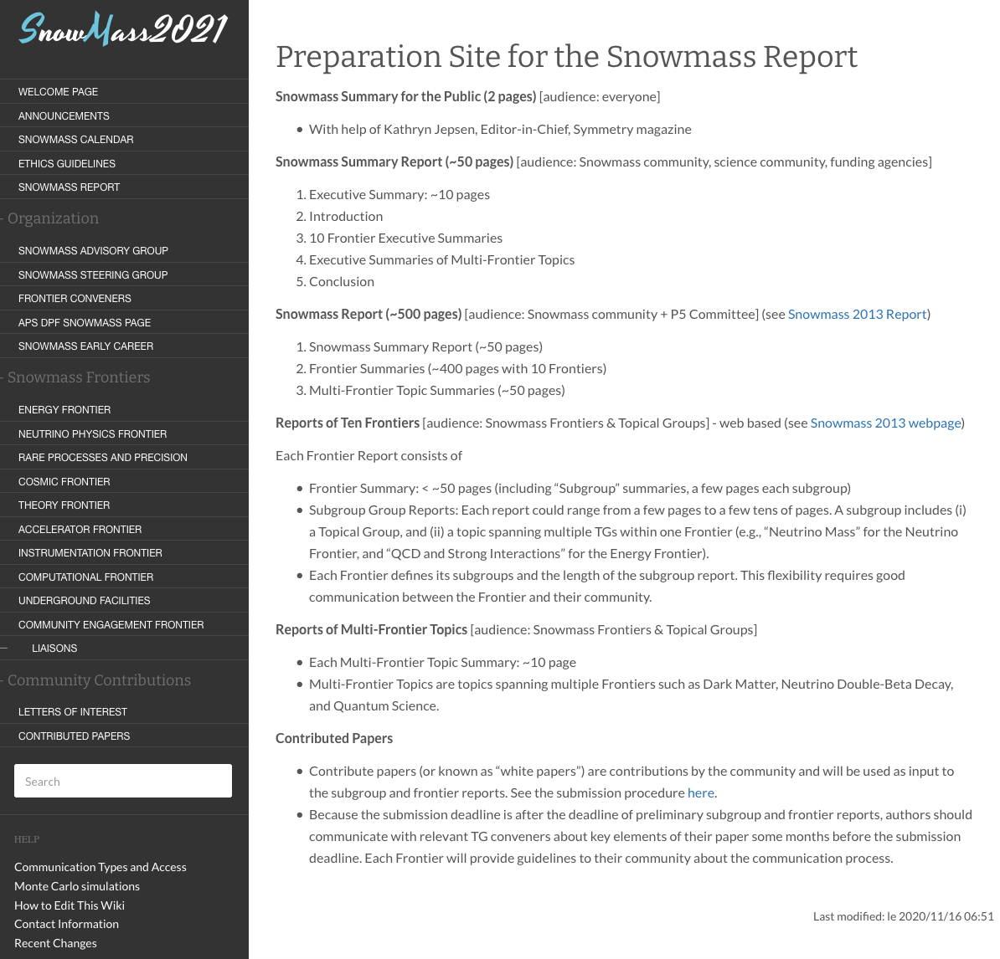 SnowMass2021
WELCOME PAGE
ANNOUNCEMENTS
SNOWMASS CALENDAR
ETHICS GUIDELINES
SNOWMASS REPORT
- Organization
SNOWMASS ADVISORY GROUP
SNOWMASS STEERING GROUP
FRONTIER CONVENERS
APS DPF SNOWMASS PAGE
SNOWMASS EARLY CAREER
- Snowmass Frontiers
ENERGY FRONTIER
NEUTRINO PHYSICS FRONTIER
RARE PROCESSES AND PRECISION
COSMIC FRONTIER
THEORY FRONTIER
ACCELERATOR FRONTIER
INSTRUMENTATION FRONTIER
COMPUTATIONAL FRONTIER
UNDERGROUND FACILITIES
COMMUNITY ENGAGEMENT FRONTIER
— LIAISONS
- Community Contributions
LETTERS OF INTEREST
CONTRIBUTED PAPERS
Search
HELP
Communication Types and Access
Monte Carlo simulations
How to Edit This Wiki
Contact Information
Recent Changes
Preparation Site for the Snowmass Report
Snowmass Summary for the Public (2 pages) [audience: everyone]
• With help of Kathryn Jepsen, Editor-in-Chief, Symmetry magazine
Snowmass Summary Report (~50 pages) [audience: Snowmass community, science community, funding agencies]
1. Executive Summary: ~10 pages
2. Introduction
3. 10 Frontier Executive Summaries
4. Executive Summaries of Multi-Frontier Topics
5. Conclusion
Snowmass Report (~500 pages) [audience: Snowmass community + P5 Committee] (see Snowmass 2013 Report)
1. Snowmass Summary Report (~50 pages)
2. Frontier Summaries (~400 pages with 10 Frontiers)
3. Multi-Frontier Topic Summaries (~50 pages)
Reports of Ten Frontiers [audience: Snowmass Frontiers & Topical Groups] - web based (see Snowmass 2013 webpage)
Each Frontier Report consists of
• Frontier Summary: < ~50 pages (including “Subgroup” summaries, a few pages each subgroup)
• Subgroup Group Reports: Each report could range from a few pages to a few tens of pages. A subgroup includes (i)
a Topical Group, and (ii) a topic spanning multiple TGs within one Frontier (e.g., “Neutrino Mass” for the Neutrino
Frontier, and “QCD and Strong Interactions” for the Energy Frontier).
• Each Frontier defines its subgroups and the length of the subgroup report. This flexibility requires good
communication between the Frontier and their community.
Reports of Multi-Frontier Topics [audience: Snowmass Frontiers & Topical Groups]
• Each Multi-Frontier Topic Summary: ~10 page
• Multi-Frontier Topics are topics spanning multiple Frontiers such as Dark Matter, Neutrino Double-Beta Decay,
and Quantum Science.
Contributed Papers
• Contribute papers (or known as “white papers”) are contributions by the community and will be used as input to
the subgroup and frontier reports. See the submission procedure here.
• Because the submission deadline is after the deadline of preliminary subgroup and frontier reports, authors should
communicate with relevant TG conveners about key elements of their paper some months before the submission
deadline. Each Frontier will provide guidelines to their community about the communication process.
Last modified: le 2020/11/16 06:51